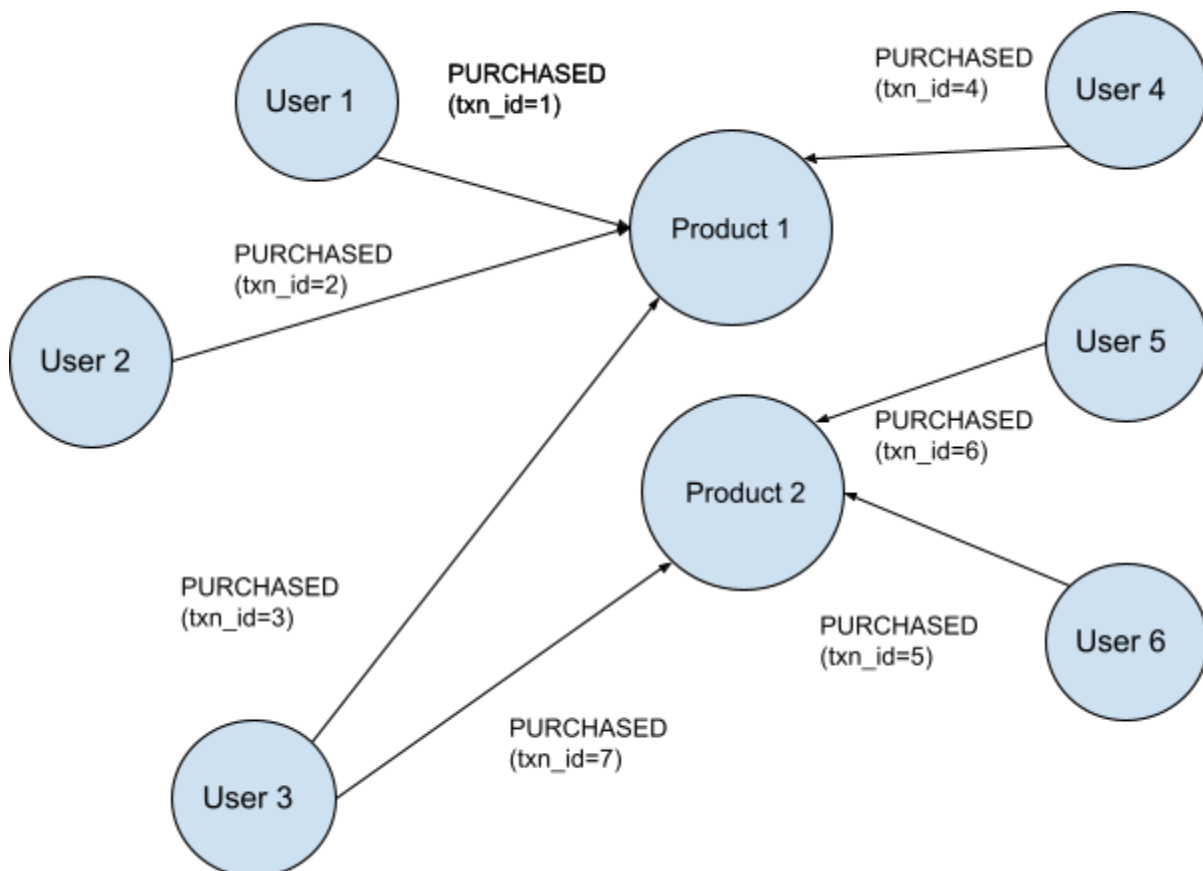 User 1
PURCHASED
(txn_id=1)
PURCHASED
(txn_id=4)
User 4
Product 1
PURCHASED
(txn_id=2)
User 2
User 5
PURCHASED
(txn_id=6)
Product 2
PURCHASED
(txn_id=3)
PURCHASED
(txn_id=5)
User 6
PURCHASED
(txn_id=7)
User 3